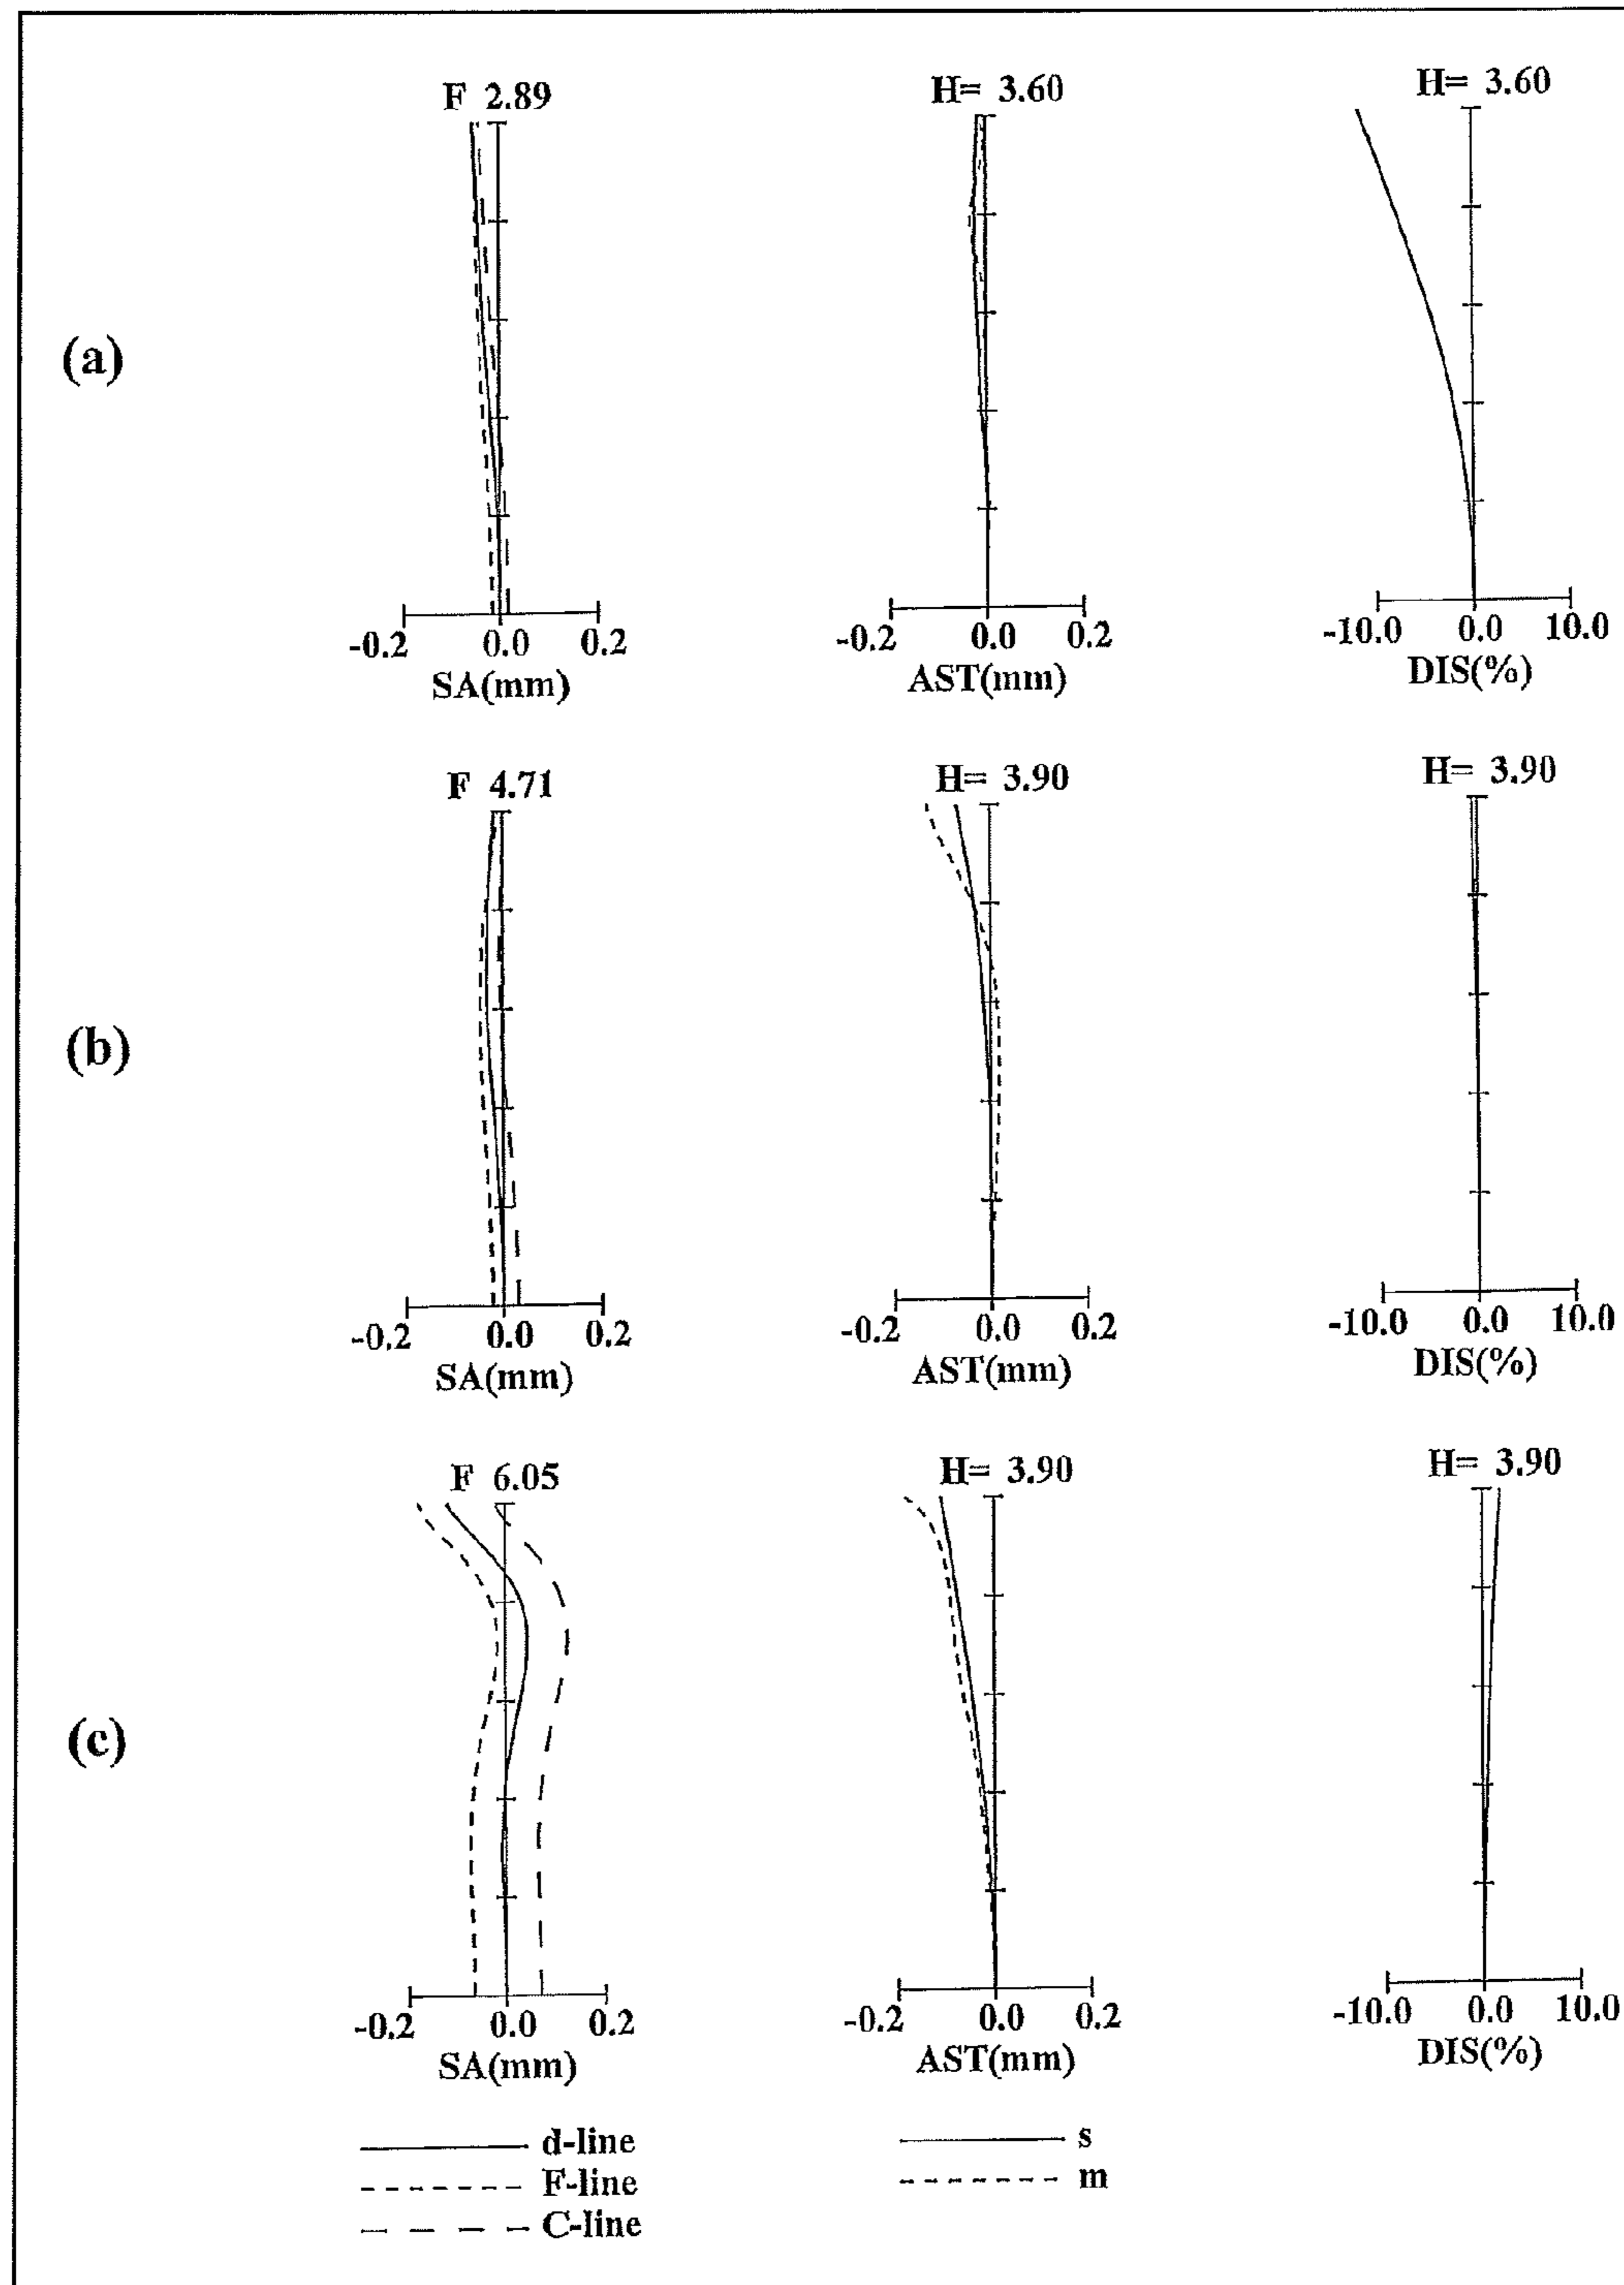 F 2.89
H= 3.60
H= 3.60
(a)
-0.2 0.0 0.2
SA(mm)
-0.2 0.0 0.2
AST(mm)
-10.0 0.0 10.0
DIS(%)
F 4.71
H= 3.90
H= 3.90
(b)
-0.2 0.0 0.2
SA(mm)
-0.2 0.0 0.2
AST(mm)
-10.0 0.0 10.0
DIS(%)
F 6.05
H= 3.90
H= 3.90
(c)
-0.2 0.0 0.2
SA(mm)
-0.2 0.0 0.2
AST(mm)
-10.0 0.0 10.0
DIS(%)
d-line
F-line
C-line
s
m